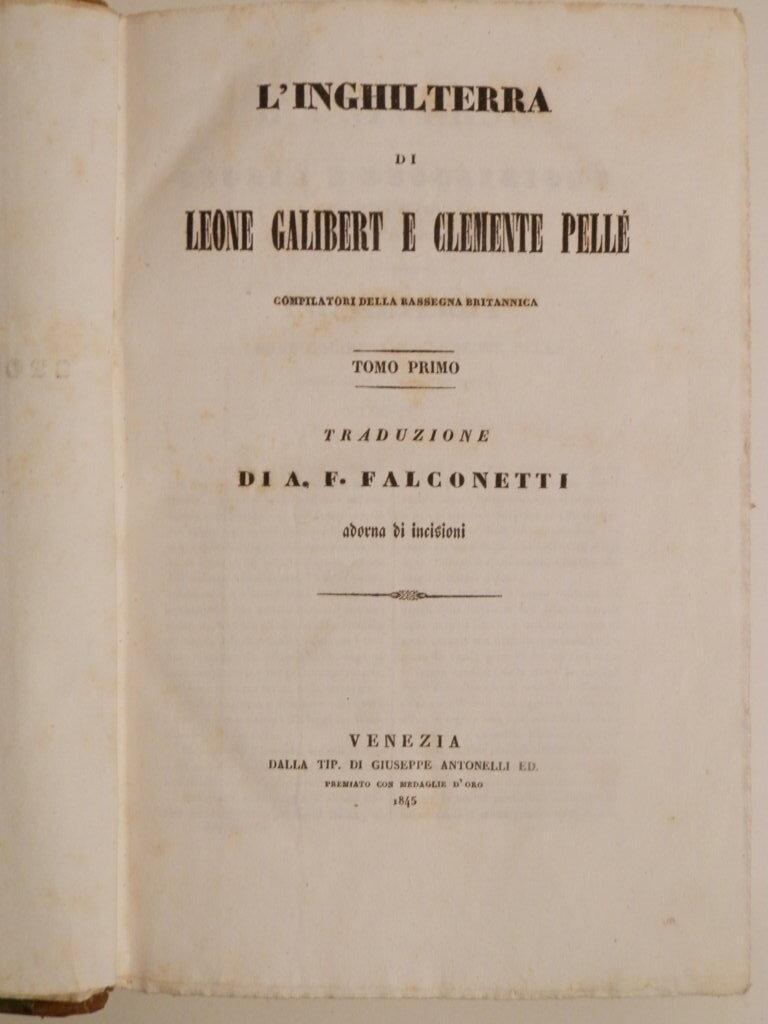 L'INGHILTERRA
DI
LEONE GALIBERT E CLEMENTE PELLÉ
COMPILATORI DELLA RASSEGNA BRITANNICA
TOMO PRIMO
TRADUZIONE
DI A. F. FALCONETTI
adorna di incisioni
VENEZIA
DALLA TIP. DI GIUSEPPE ANTONELLI ED.
PREMIATO CON MEDAGLIE D'ORO
1845